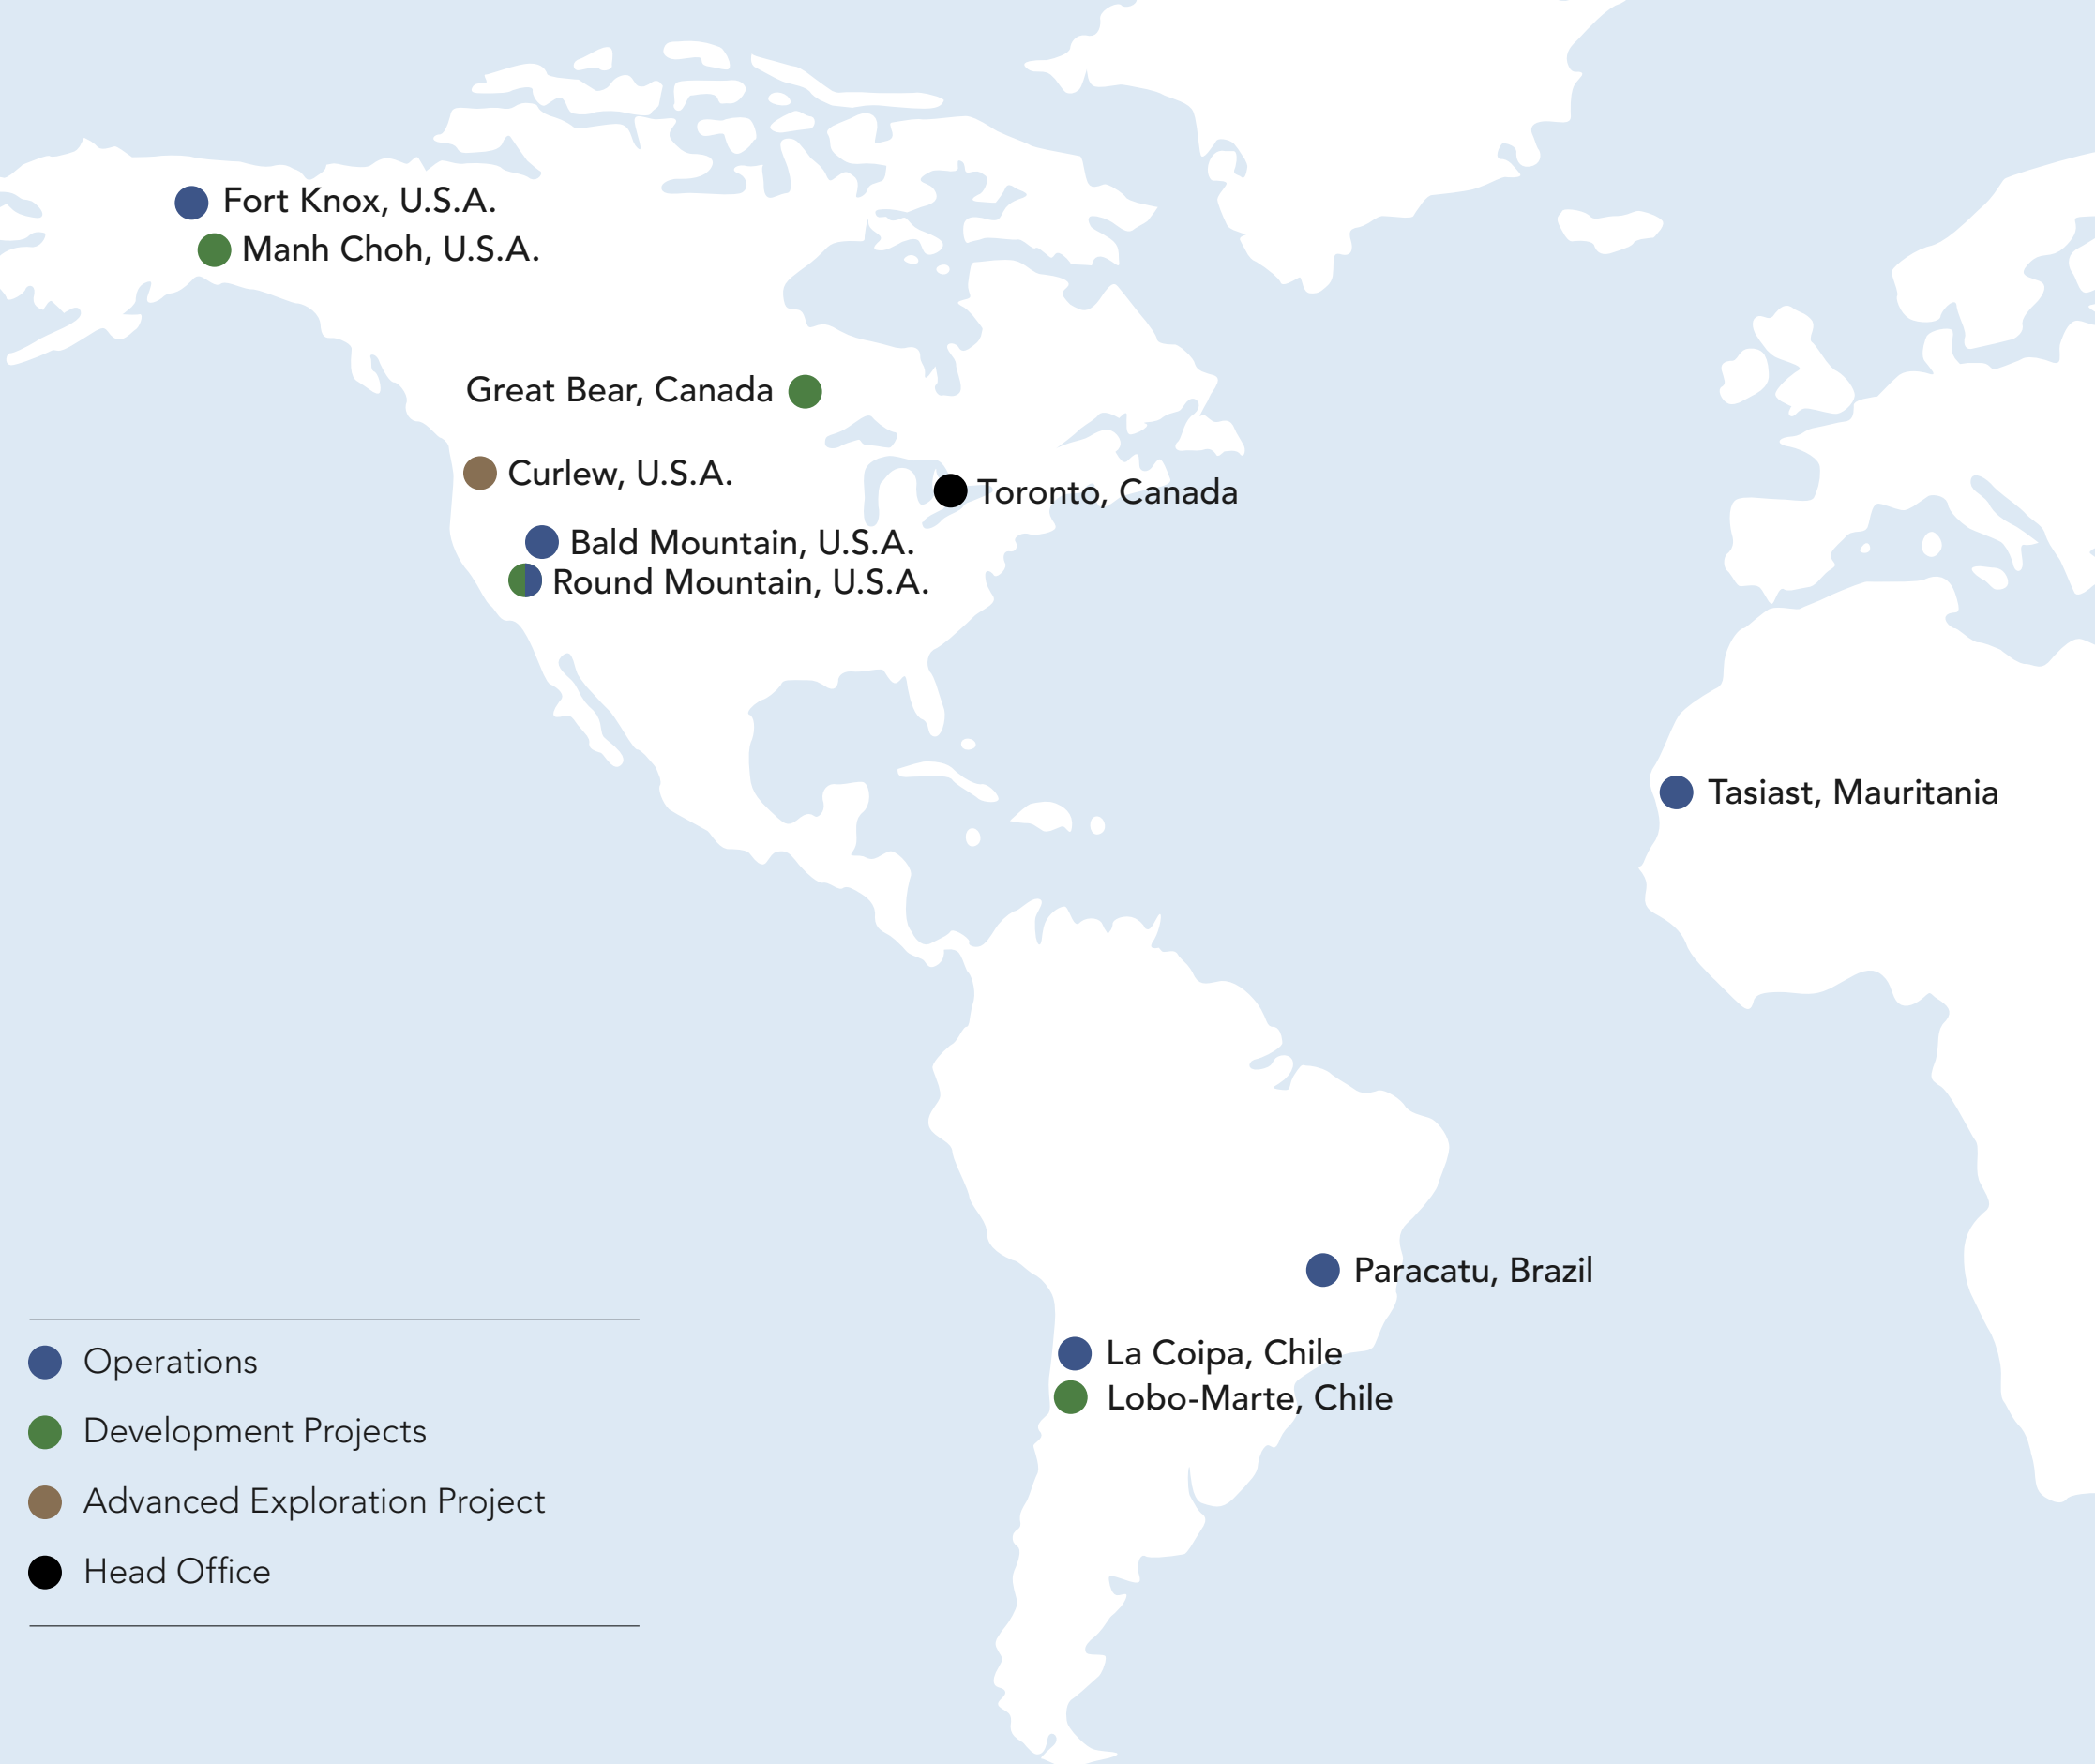 Fort Knox, U.S.A.
Manh Choh, U.S.A.
Great Bear, Canada
Curlew, U.S.A.
Toronto, Canada
Bald Mountain, U.S.A.
Round Mountain, U.S.A.
Tasiast, Mauritania
Paracatu, Brazil
La Coipa, Chile
Lobo-Marte, Chile
Operations
Development Projects
Advanced Exploration Project
Head Office